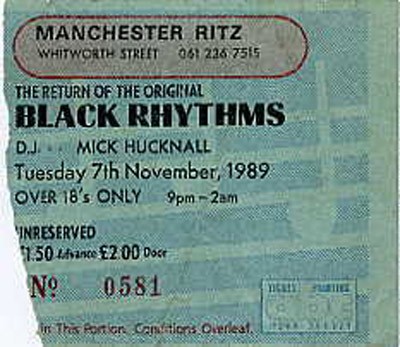 MANCHESTER RITZ
WHITWORTH STREET 061 236 7515
THE RETURN OF THE ORIGINAL
BLACK RHYTHMS
D.J. - - MICK HUCKNALL
Tuesday 7th November, 1989
OVER 18's ONLY 9pm - 2am
UNRESERVED
£1.50 Advance £2.00 Door
Nº 0581
in This Portion. Conditions Overleaf.
TICKET PRINTING